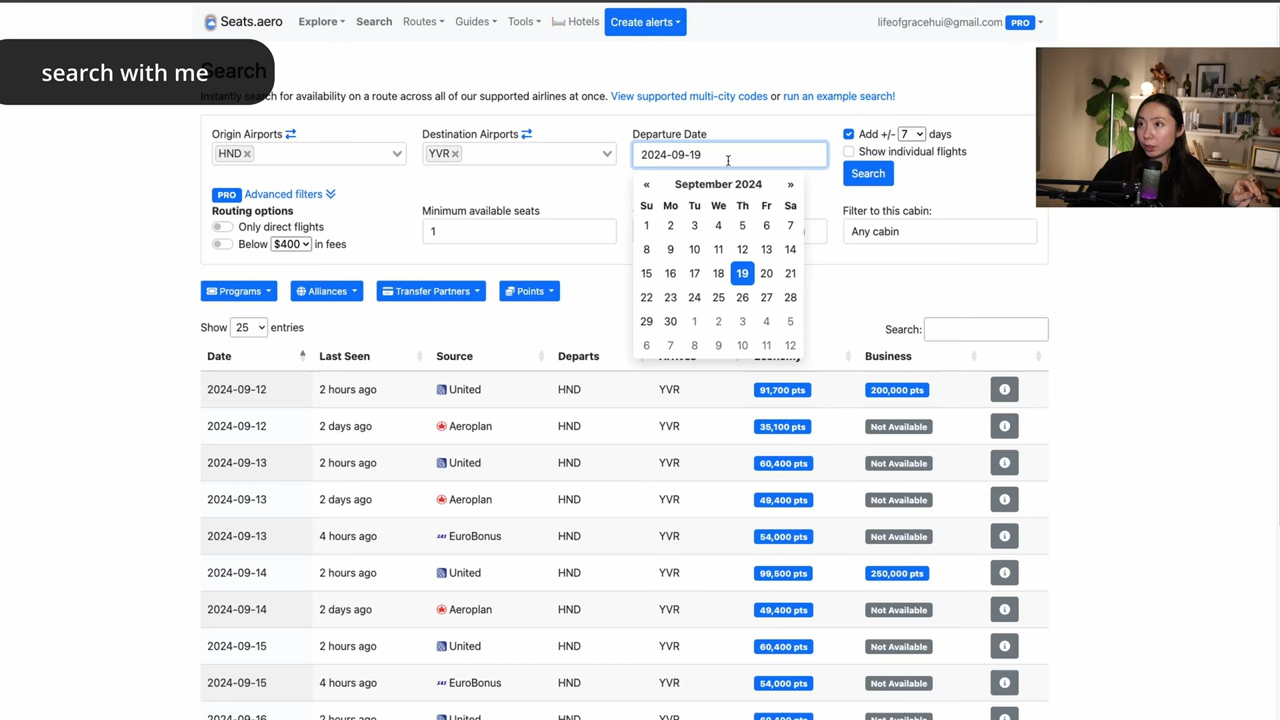 Seats.aero Explore Search Routes Guides Tools Hotels Create alerts lifeofgracehui@gmail.com PRO
search with me
Search
Instantly search for availability on a route across all of our supported airlines at once. View supported multi-city codes or run an example search!
Origin Airports Destination Airports Departure Date Add +/- 7 days
HND YVR 2024-09-19 Show individual flights
Search
« September 2024 »
PRO Advanced filters
Su Mo Tu We Th Fr Sa
Routing options Minimum available seats Filter to this cabin:
1 2 3 4 5 6 7
Only direct flights
1 Any cabin
Below $400 in fees
8 9 10 11 12 13 14
15 16 17 18 19 20 21
Programs Alliances Transfer Partners Points
22 23 24 25 26 27 28
29 30 1 2 3 4 5
Show 25 entries Search:
6 7 8 9 10 11 12
Date Last Seen Source Departs Business
2024-09-12 2 hours ago United HND YVR 91,700 pts 200,000 pts
2024-09-12 2 days ago Aeroplan HND YVR 35,100 pts Not Available
2024-09-13 2 hours ago United HND YVR 60,400 pts Not Available
2024-09-13 2 days ago Aeroplan HND YVR 49,400 pts Not Available
2024-09-13 4 hours ago SAS EuroBonus HND YVR 54,000 pts Not Available
2024-09-14 2 hours ago United HND YVR 99,500 pts 250,000 pts
2024-09-14 2 days ago Aeroplan HND YVR 49,400 pts Not Available
2024-09-15 2 hours ago United HND YVR 60,400 pts Not Available
2024-09-15 4 hours ago SAS EuroBonus HND YVR 54,000 pts Not Available